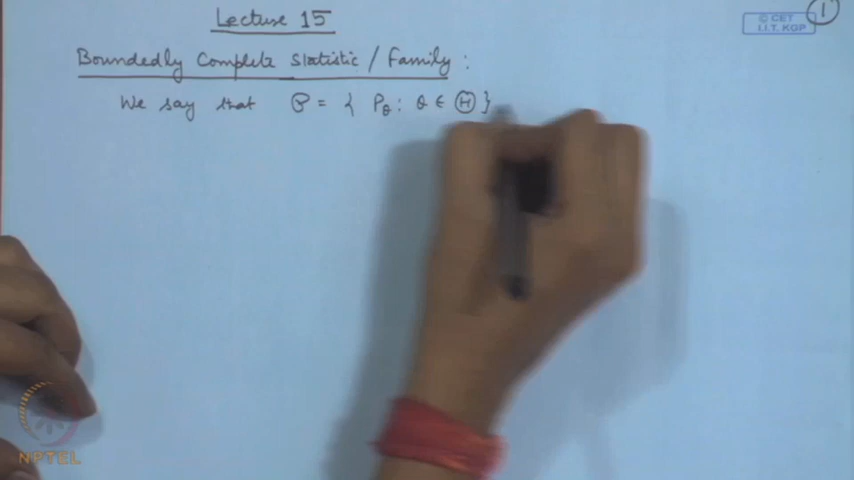 Lecture 15
© CET
I.I.T. KGP
1
Boundedly Complete Statistic / Family :
We say that 𝒫 = { P_θ : θ ∈ Θ }
NPTEL